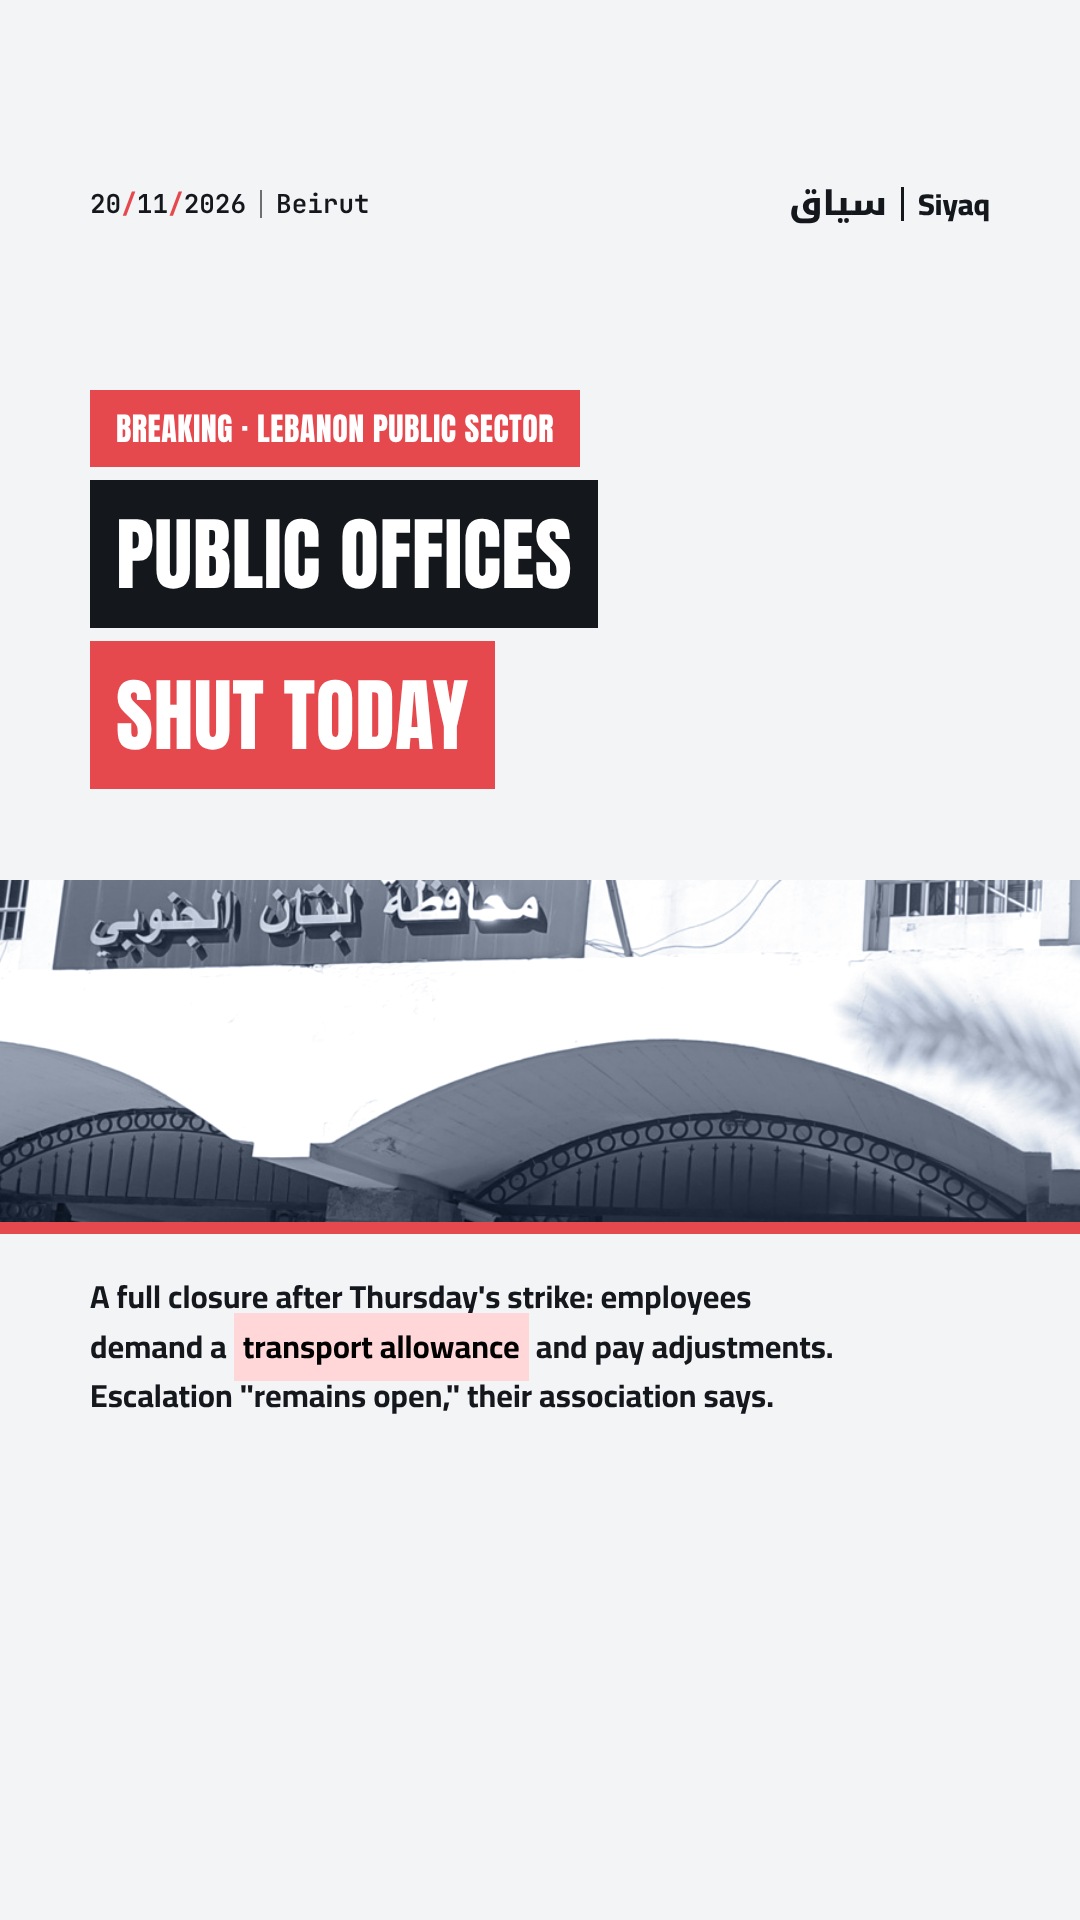 20/11/2026 | Beirut
سياق | Siyaq
BREAKING · LEBANON PUBLIC SECTOR
PUBLIC OFFICES
SHUT TODAY
محافظة لبنان الجنوبي
A full closure after Thursday's strike: employees
demand a transport allowance and pay adjustments.
Escalation "remains open," their association says.